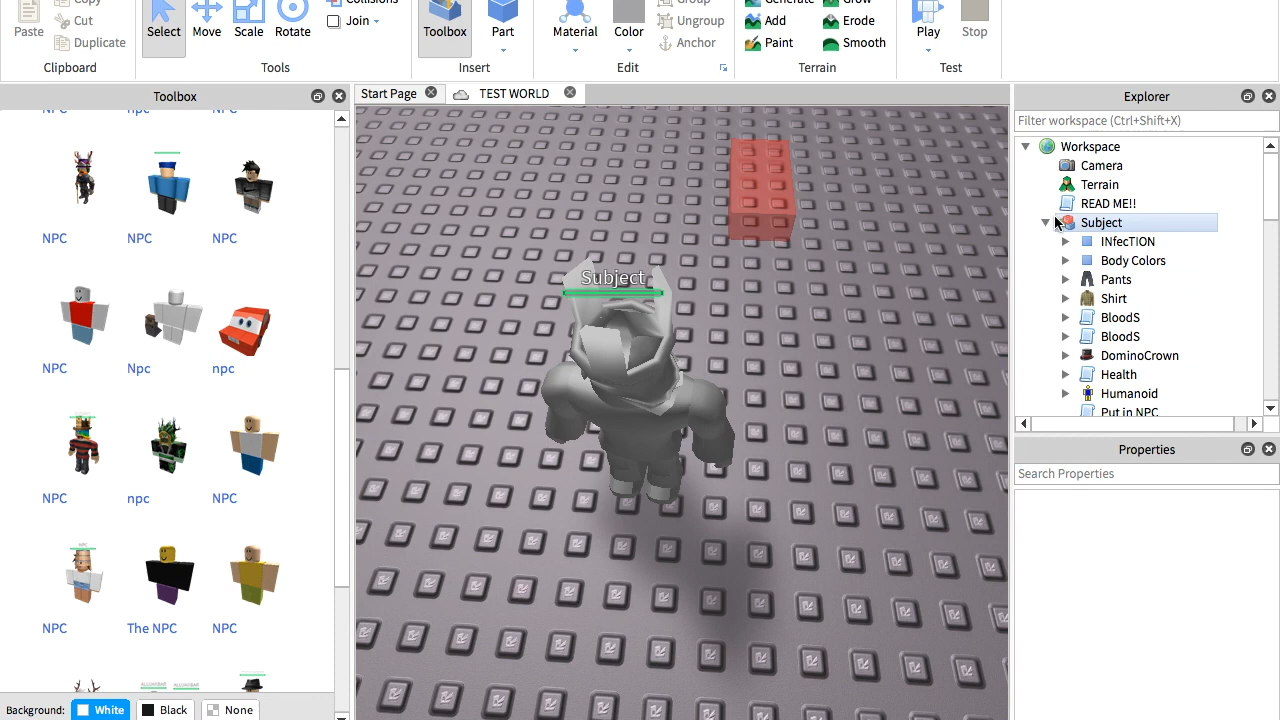 Copy
Cut
Paste
Duplicate
Clipboard
Select
Move
Scale
Rotate
Collisions
Join
Tools
Toolbox
Part
Insert
Material
Color
Group
Ungroup
Anchor
Edit
Generate
Grow
Add
Erode
Paint
Smooth
Terrain
Play
Stop
Test
Toolbox
Start Page
TEST WORLD
Explorer
Filter workspace (Ctrl+Shift+X)
NPC npc NPC
NPC NPC NPC
NPC Npc npc
NPC npc NPC
NPC The NPC NPC
Background: White Black None
Subject
Workspace
Camera
Terrain
READ ME!!
Subject
INfecTION
Body Colors
Pants
Shirt
BloodS
BloodS
DominoCrown
Health
Humanoid
Put in NPC
Properties
Search Properties